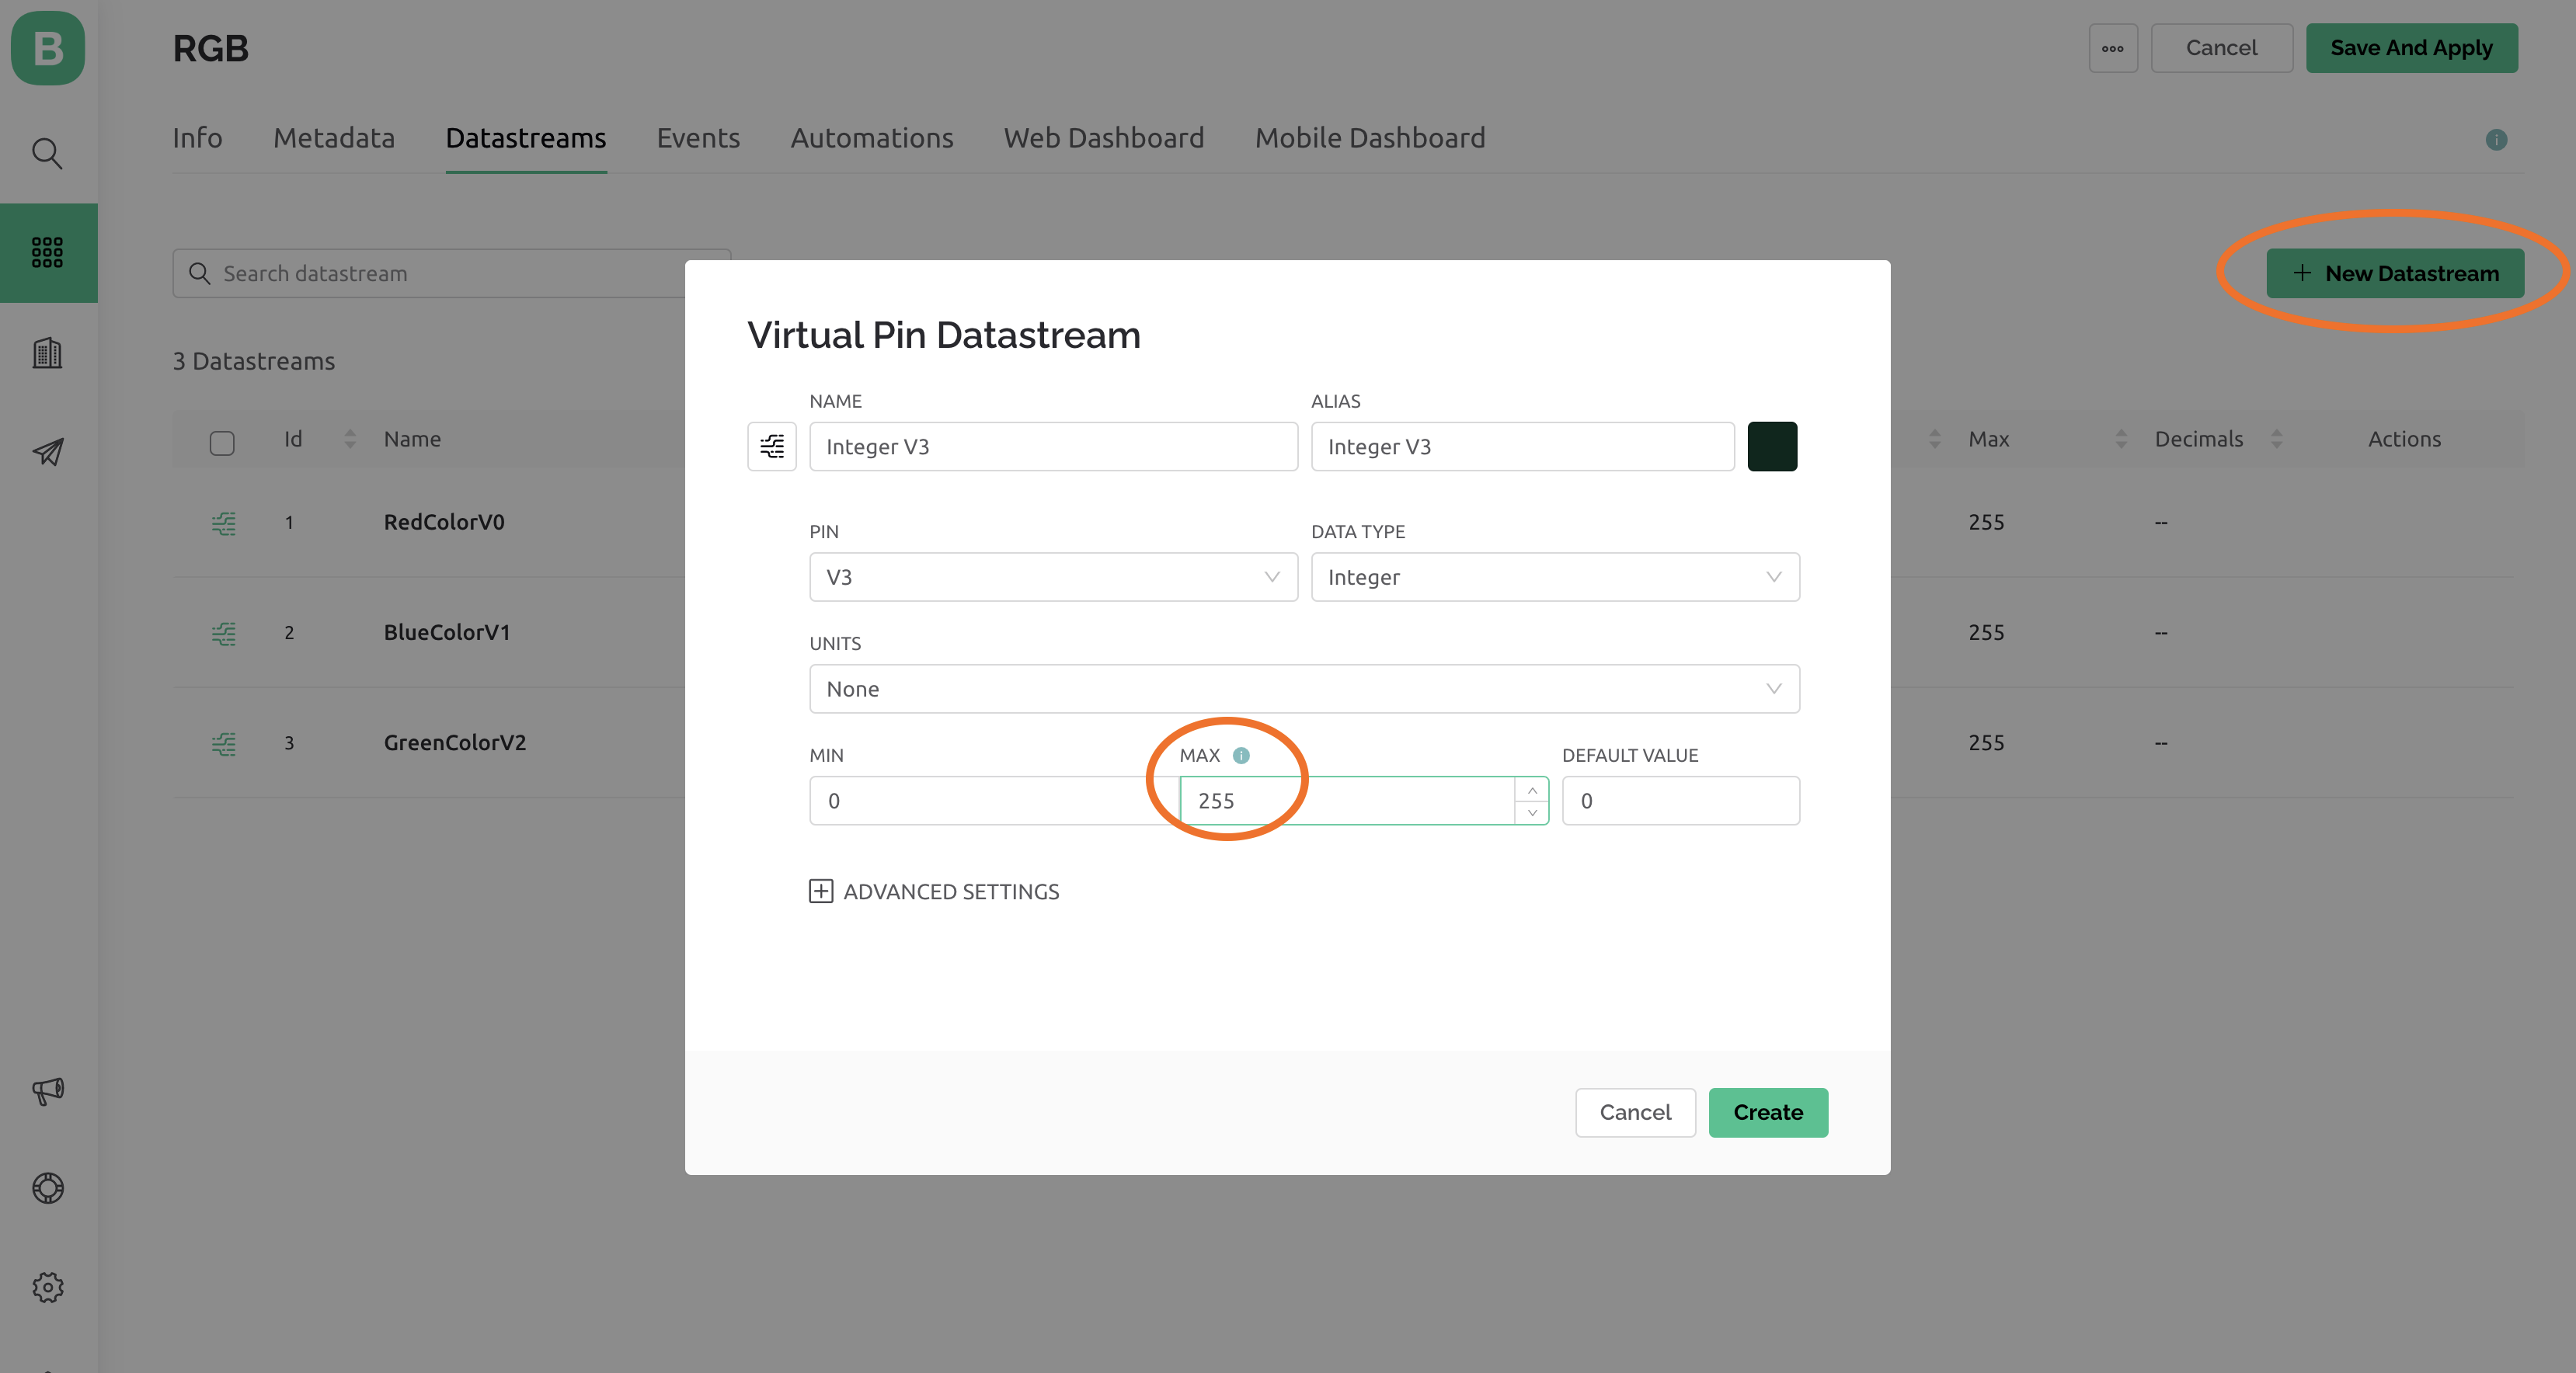 B
RGB
Cancel
Save And Apply
Info Metadata Datastreams Events Automations Web Dashboard Mobile Dashboard
i
Search datastream
+ New Datastream
3 Datastreams
Id Name Max Decimals Actions
1 RedColorV0 255 --
2 BlueColorV1 255 --
3 GreenColorV2 255 --
Virtual Pin Datastream
NAME ALIAS
Integer V3 Integer V3
PIN DATA TYPE
V3 Integer
UNITS
None
MIN MAX i DEFAULT VALUE
0 255 0
ADVANCED SETTINGS
Cancel Create